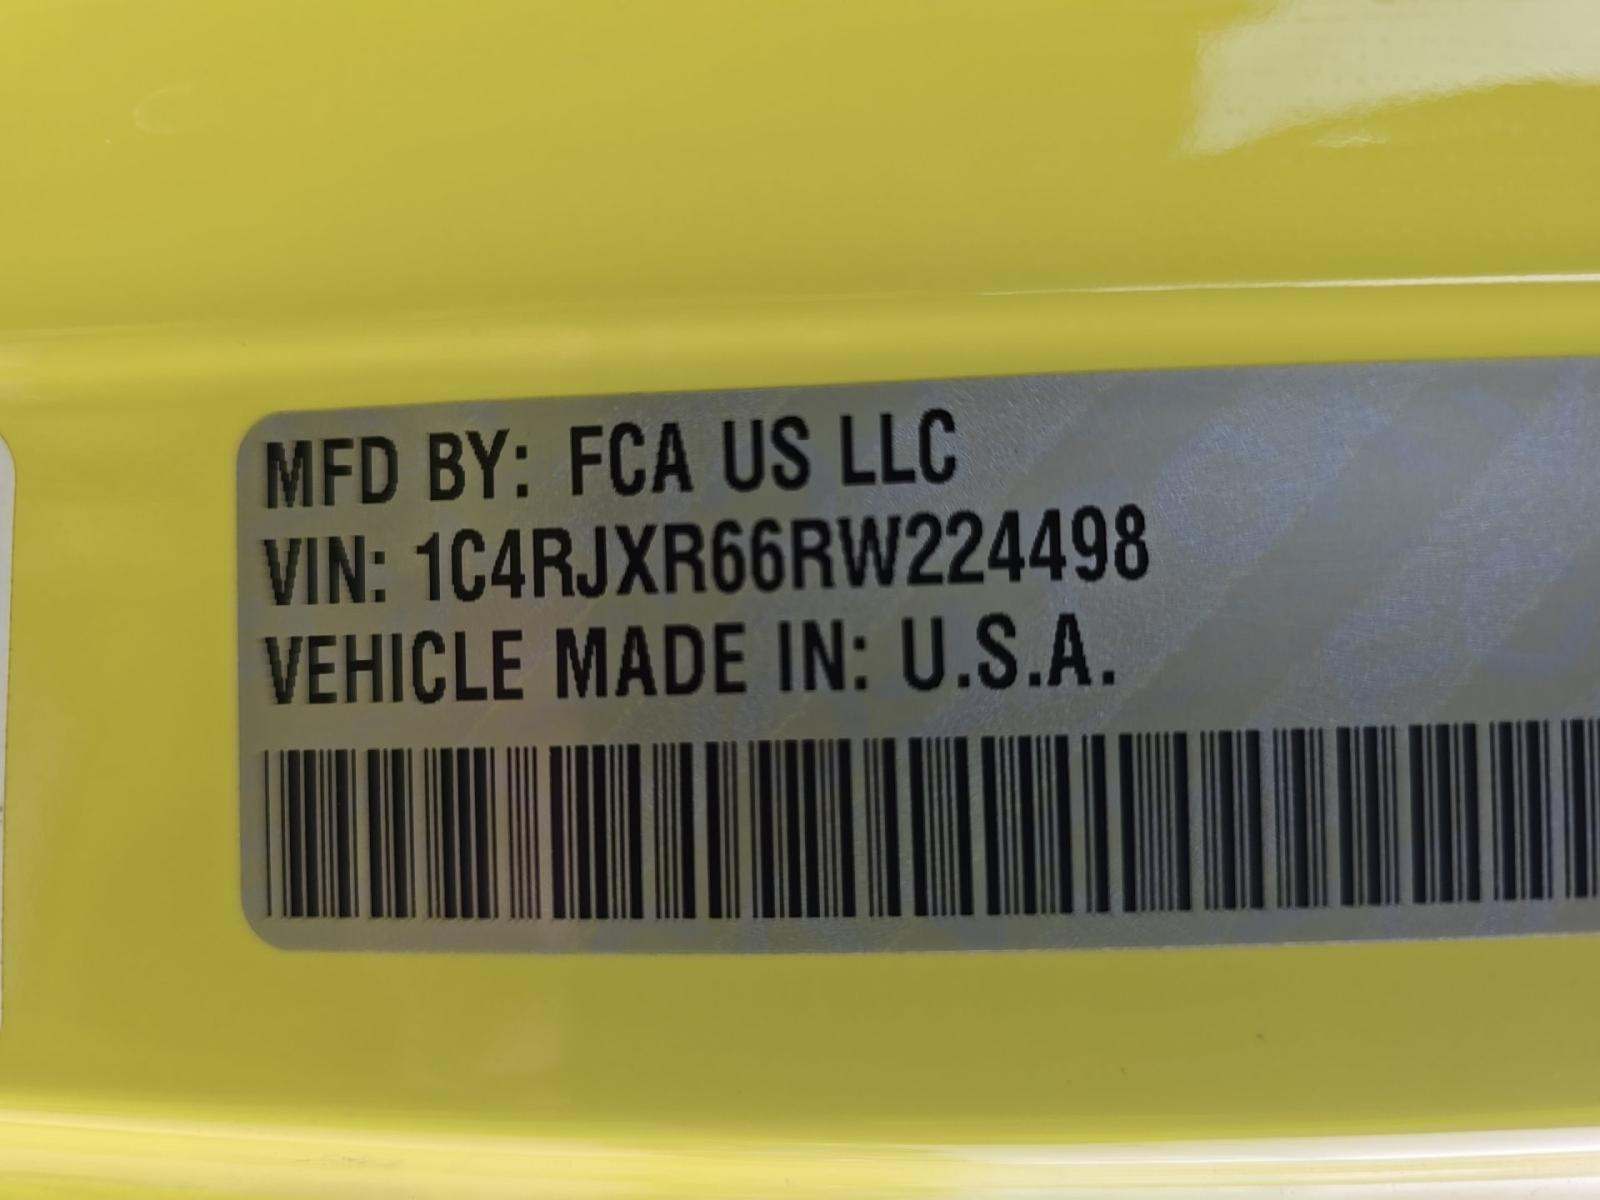 MFD BY: FCA US LLC
VIN: 1C4RJXR66RW224498
VEHICLE MADE IN: U.S.A.